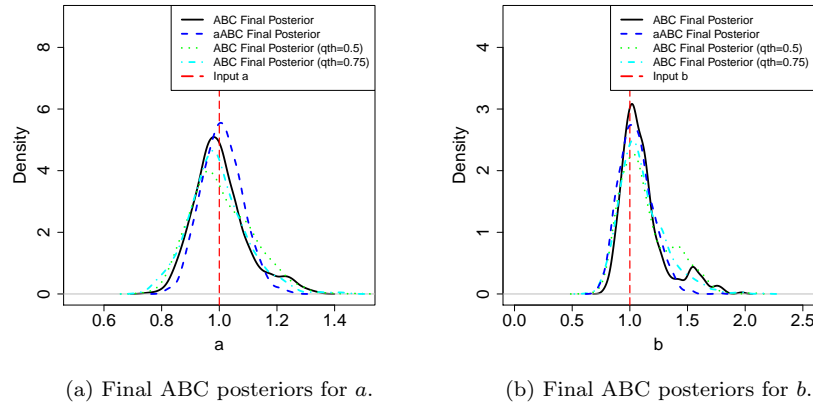 ABC Final Posterior
aABC Final Posterior
ABC Final Posterior (qth=0.5)
ABC Final Posterior (qth=0.75)
Input a
Density
8
6
4
2
0
0.6 0.8 1.0 1.2 1.4
a
(a) Final ABC posteriors for a.
ABC Final Posterior
aABC Final Posterior
ABC Final Posterior (qth=0.5)
ABC Final Posterior (qth=0.75)
Input b
Density
4
3
2
1
0
0.0 0.5 1.0 1.5 2.0 2.5
b
(b) Final ABC posteriors for b.